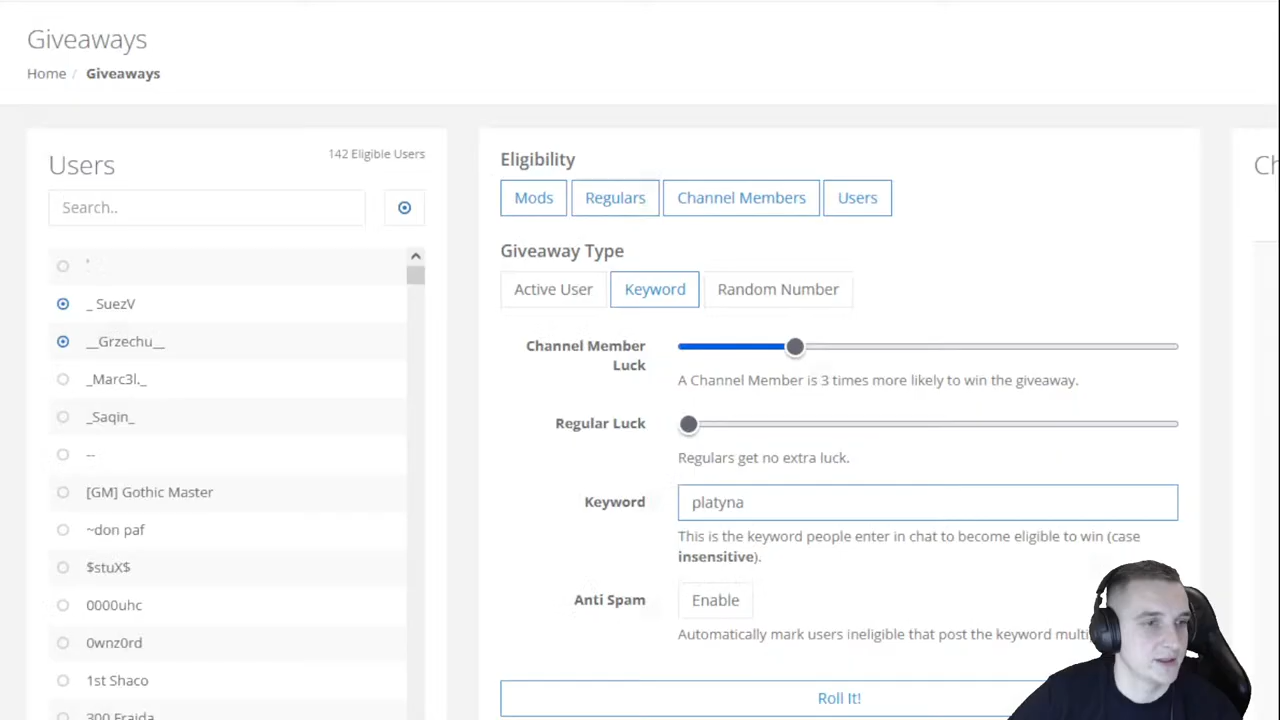 Giveaways
Home / Giveaways
Users
142 Eligible Users
Search..
'
_ SuezV
__Grzechu__
_Marc3l._
_Saqin_
--
[GM] Gothic Master
~don paf
$stuX$
0000uhc
0wnz0rd
1st Shaco
300 Frajda
Eligibility
Mods Regulars Channel Members Users
Giveaway Type
Active User Keyword Random Number
Channel Member
Luck
A Channel Member is 3 times more likely to win the giveaway.
Regular Luck
Regulars get no extra luck.
Keyword
platyna
This is the keyword people enter in chat to become eligible to win (case
insensitive).
Anti Spam
Enable
Automatically mark users ineligible that post the keyword
Roll It!